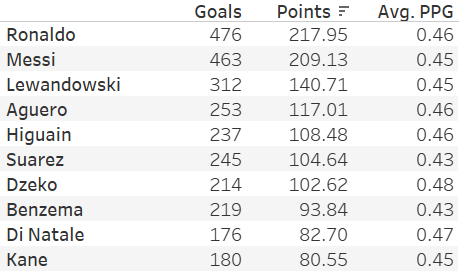 Goals Points Avg. PPG
Ronaldo 476 217.95 0.46
Messi 463 209.13 0.45
Lewandowski 312 140.71 0.45
Aguero 253 117.01 0.46
Higuain 237 108.48 0.46
Suarez 245 104.64 0.43
Dzeko 214 102.62 0.48
Benzema 219 93.84 0.43
Di Natale 176 82.70 0.47
Kane 180 80.55 0.45